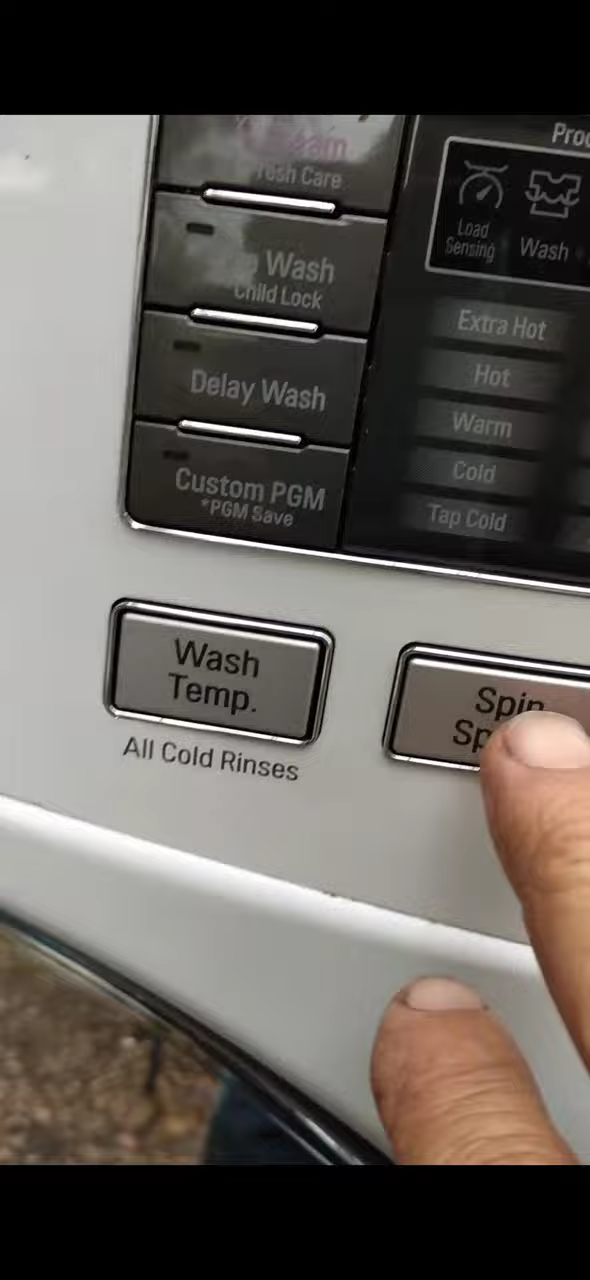 Care
Wash
Child Lock
Delay Wash
Custom PGM
*PGM Save
Load
Sensing
Wash
Extra Hot
Hot
Warm
Cold
Tap Cold
Wash
Temp.
All Cold Rinses
Spin